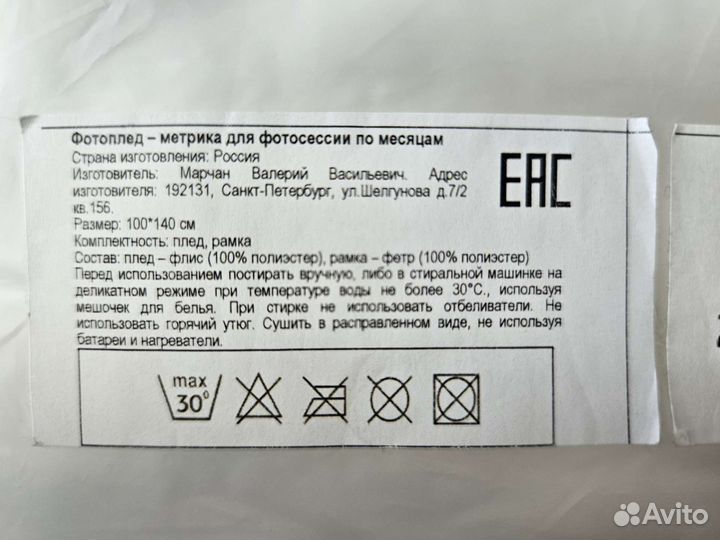 Фотоплед – метрика для фотосессии по месяцам
Страна изготовления: Россия
Изготовитель: Марчан Валерий Васильевич. Адрес
изготовителя: 192131, Санкт-Петербург, ул.Шелгунова д.7/2
кв.156.
Размер: 100*140 см
Комплектность: плед, рамка
Состав: плед – флис (100% полиэстер), рамка – фетр (100% полиэстер)
Перед использованием постирать вручную, либо в стиральной машинке на
деликатном режиме при температуре воды не более 30°С., используя
мешочек для белья. При стирке не использовать отбеливатели. Не
использовать горячий утюг. Сушить в расправленном виде, не используя
батареи и нагреватели.
EAC
max
30°
Avito